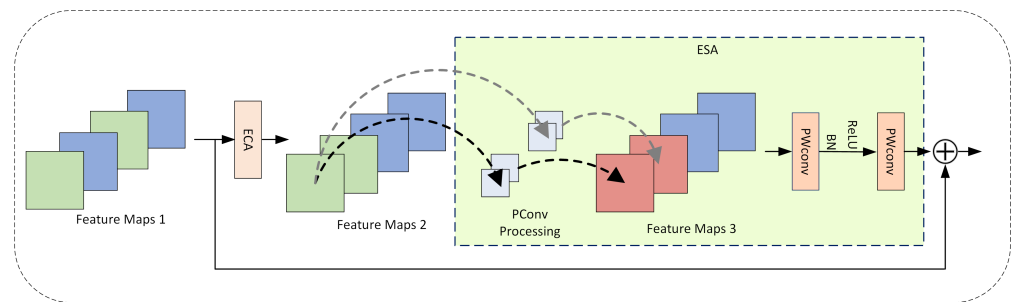 ESA
ECA
PWconv
BN
ReLU
PWconv
Feature Maps 1
Feature Maps 2
PConv
Processing
Feature Maps 3